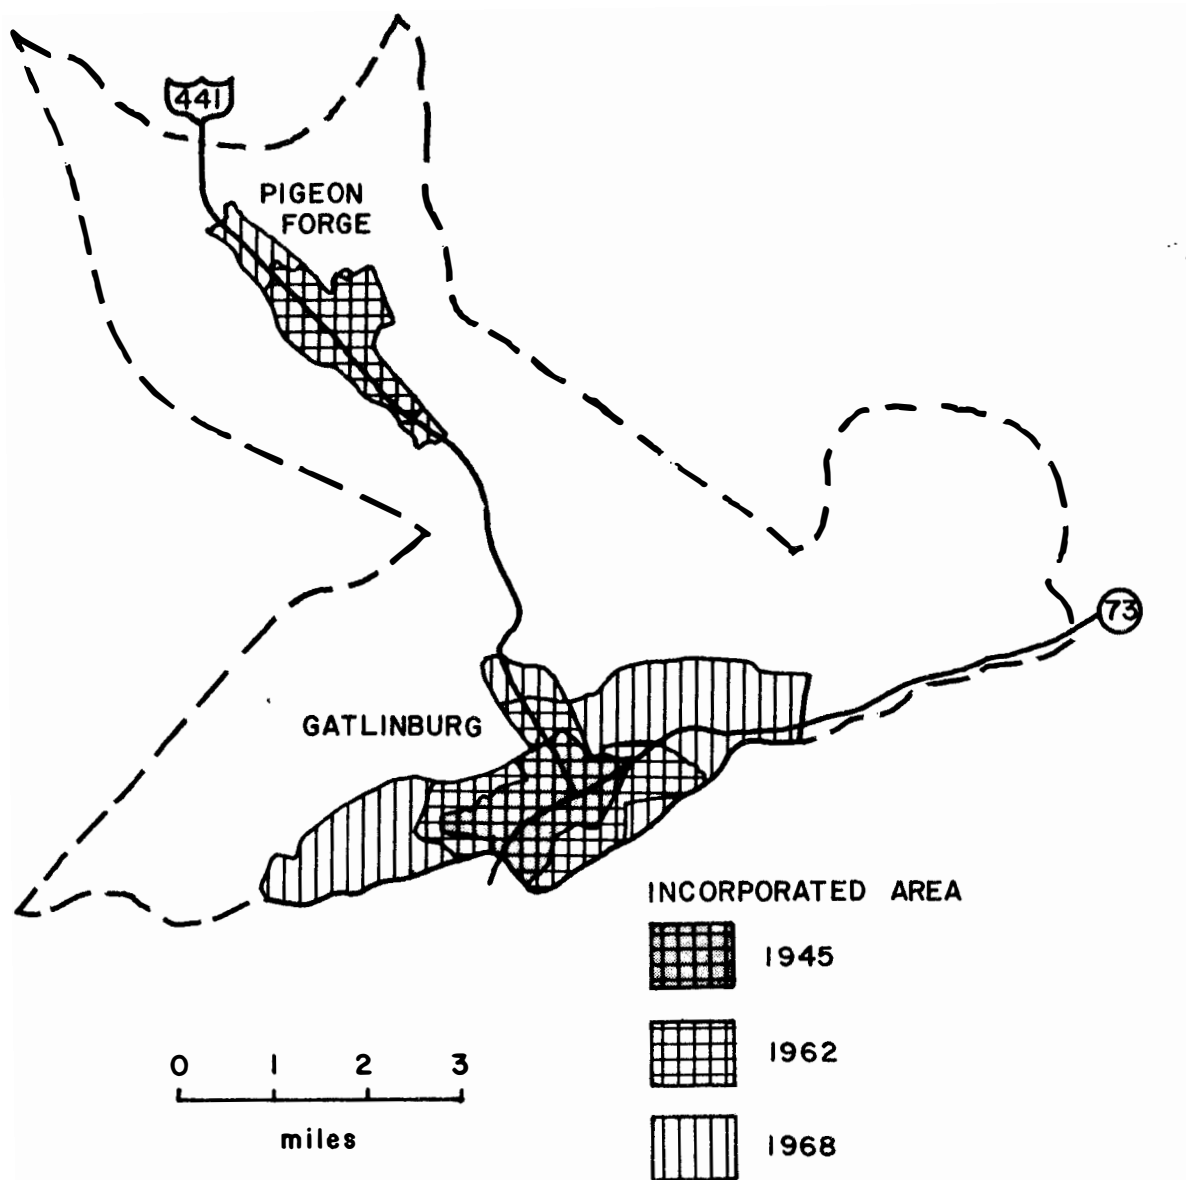 441
PIGEON
FORGE
73
GATLINBURG
INCORPORATED AREA
1945
1962
1968
0 1 2 3
miles